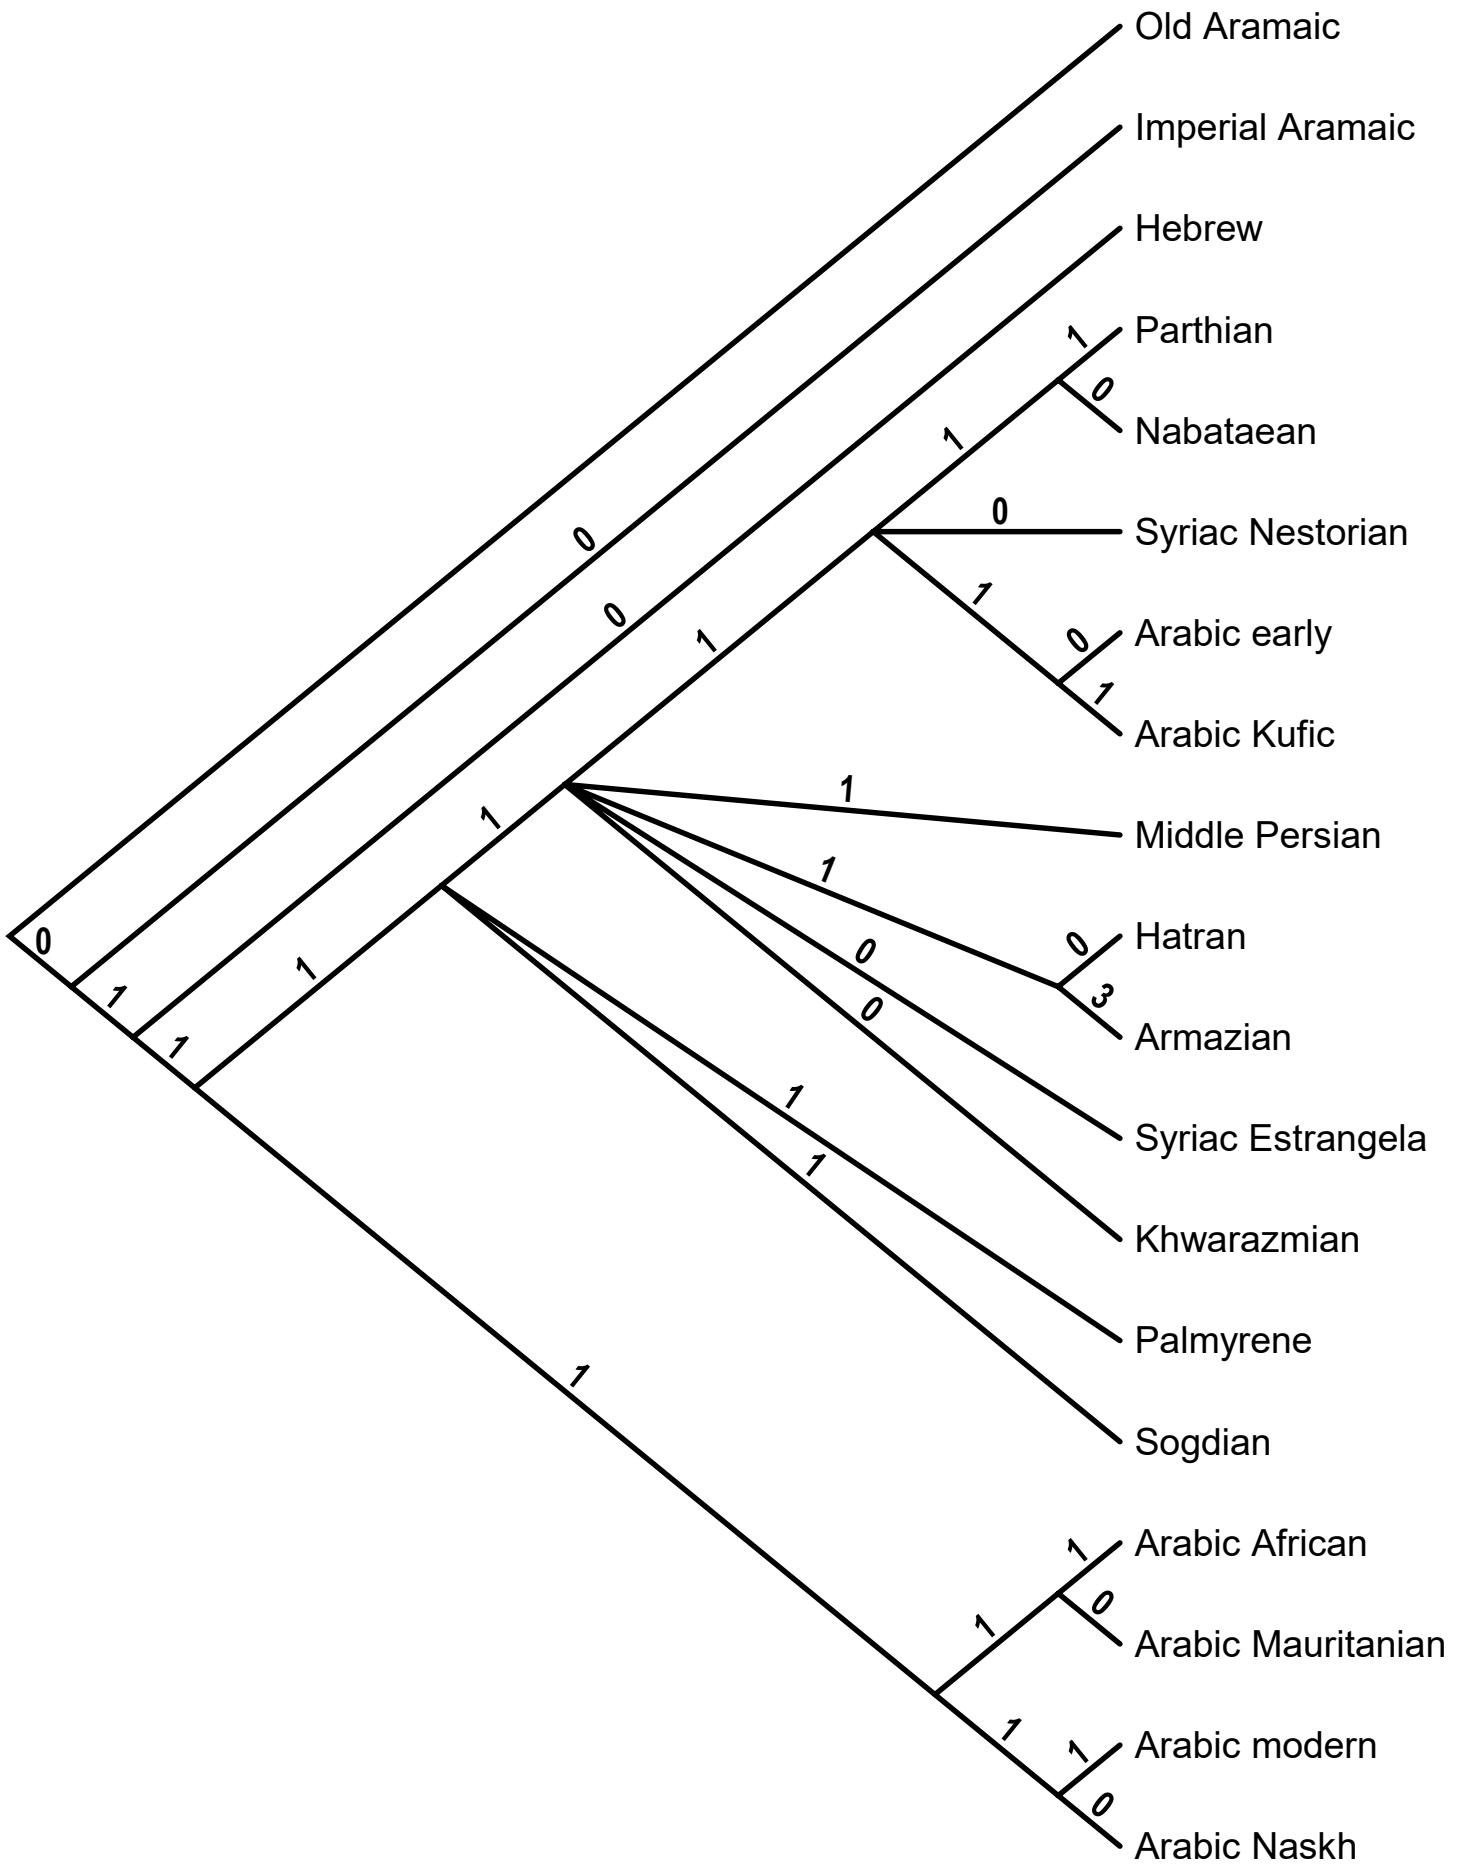 Old Aramaic
Imperial Aramaic
Hebrew
1 Parthian
0
1 Nabataean
0
0 Syriac Nestorian
1
0
1 0 Arabic early
1
Arabic Kufic
1
1 Middle Persian
1
0 0 Hatran
0
1 3
1 0 Armazian
1
1
1 Syriac Estrangela
Khwarazmian
Palmyrene
1
Sogdian
1 Arabic African
0
1 Arabic Mauritanian
1 1 Arabic modern
0
Arabic Naskh